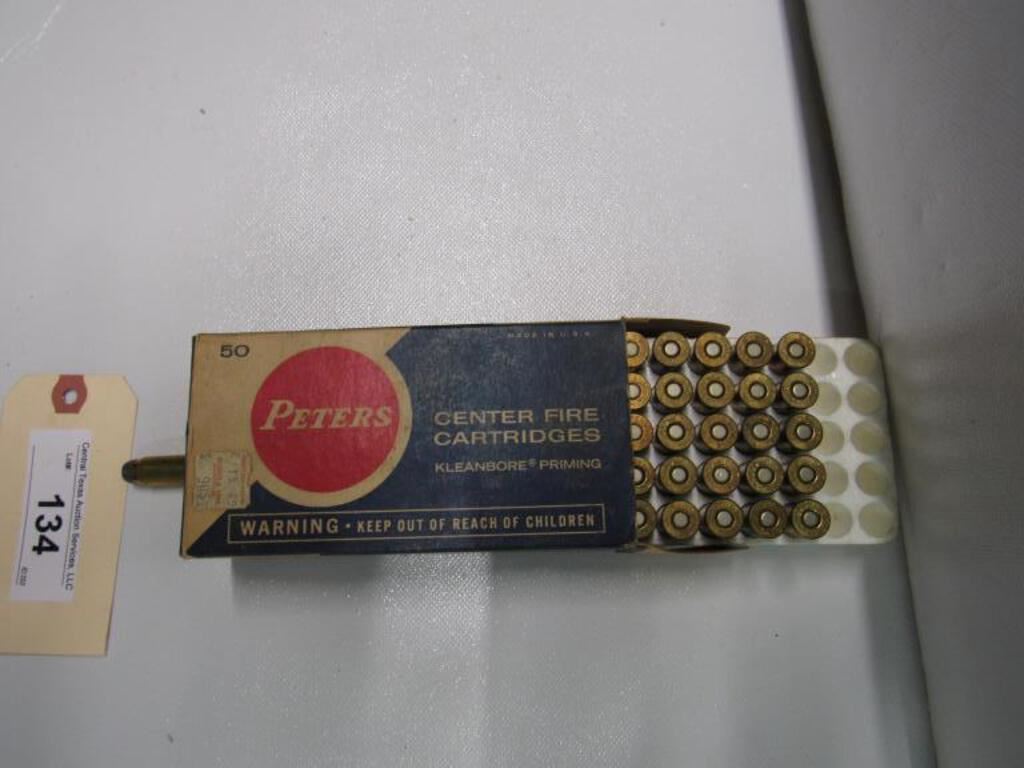 Central Texas Auction Services, LLC
Lot#
134
50
MADE IN U.S.A.
PETERS
CENTER FIRE
CARTRIDGES
KLEANBORE® PRIMING
WARNING • KEEP OUT OF REACH OF CHILDREN